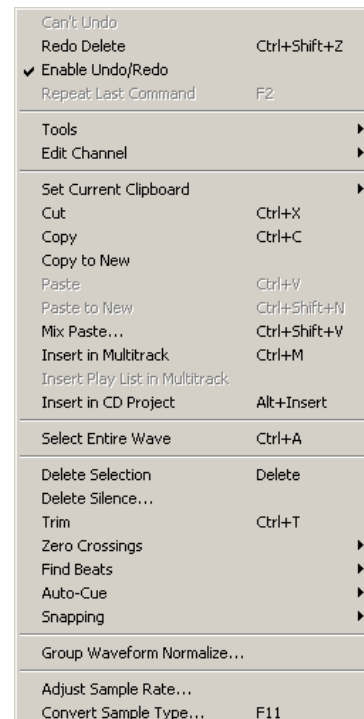 Can't Undo
Redo Delete Ctrl+Shift+Z
Enable Undo/Redo
Repeat Last Command F2
Tools
Edit Channel
Set Current Clipboard
Cut Ctrl+X
Copy Ctrl+C
Copy to New
Paste Ctrl+V
Paste to New Ctrl+Shift+N
Mix Paste... Ctrl+Shift+V
Insert in Multitrack Ctrl+M
Insert Play List in Multitrack
Insert in CD Project Alt+Insert
Select Entire Wave Ctrl+A
Delete Selection Delete
Delete Silence...
Trim Ctrl+T
Zero Crossings
Find Beats
Auto-Cue
Snapping
Group Waveform Normalize...
Adjust Sample Rate...
Convert Sample Type... F11